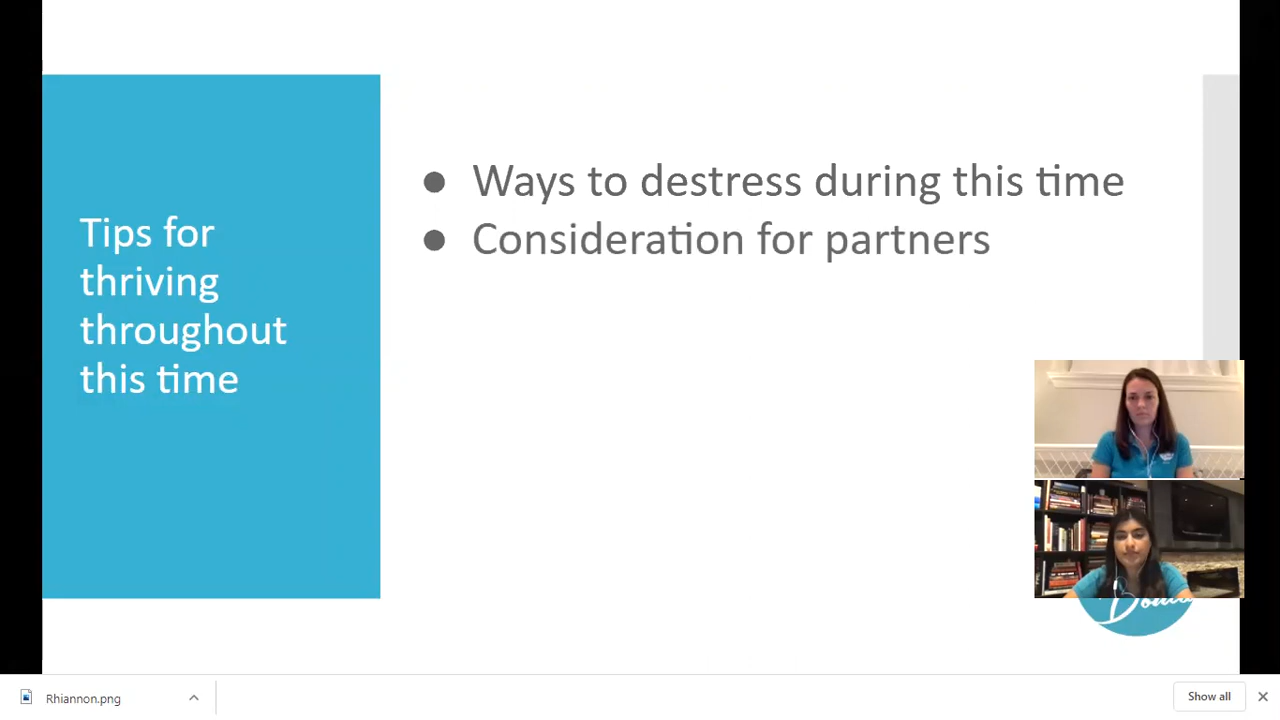 Tips for
thriving
throughout
this time
● Ways to destress during this time
● Consideration for partners
Rhiannon.png
Show all